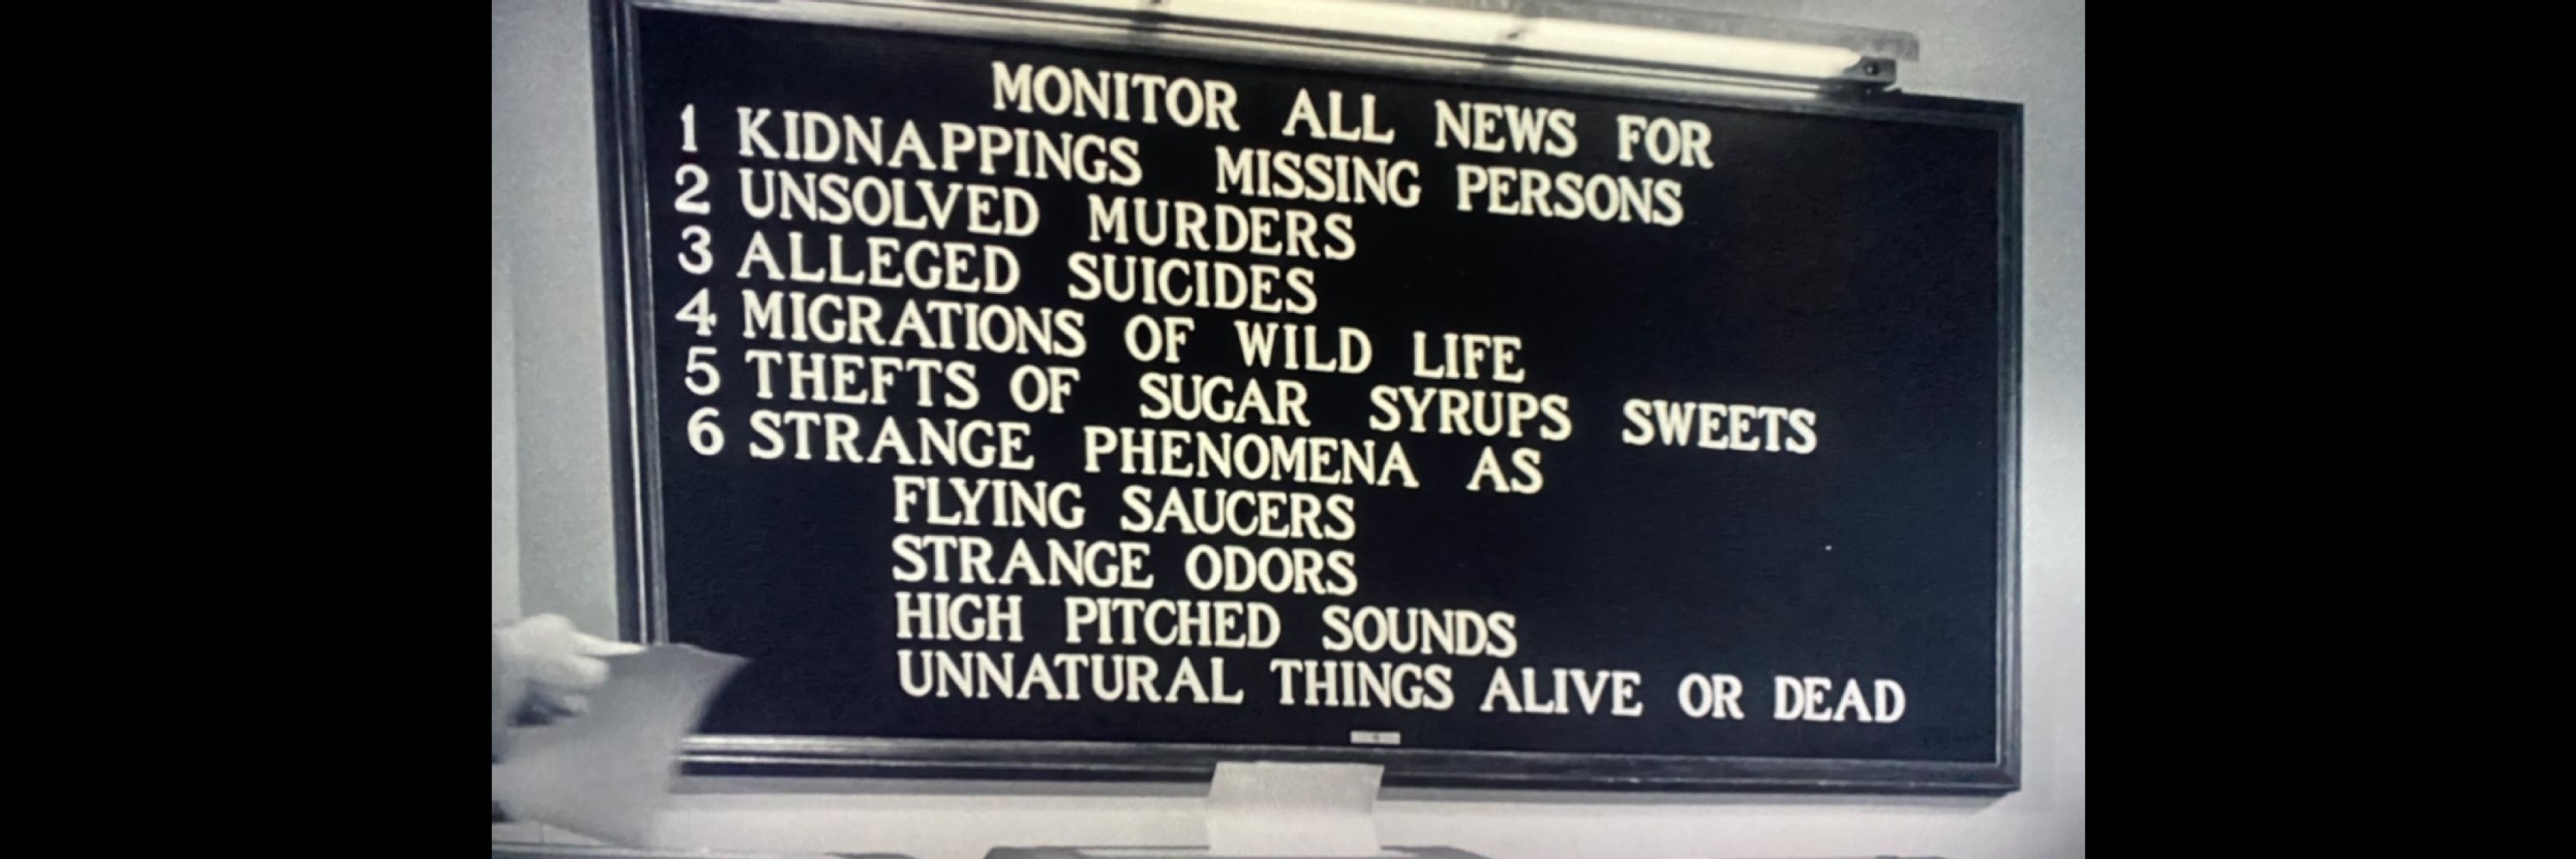 MONITOR ALL NEWS FOR
1 KIDNAPPINGS MISSING PERSONS
2 UNSOLVED MURDERS
3 ALLEGED SUICIDES
4 MIGRATIONS OF WILD LIFE
5 THEFTS OF SUGAR SYRUPS SWEETS
6 STRANGE PHENOMENA AS
FLYING SAUCERS
STRANGE ODORS
HIGH PITCHED SOUNDS
UNNATURAL THINGS ALIVE OR DEAD